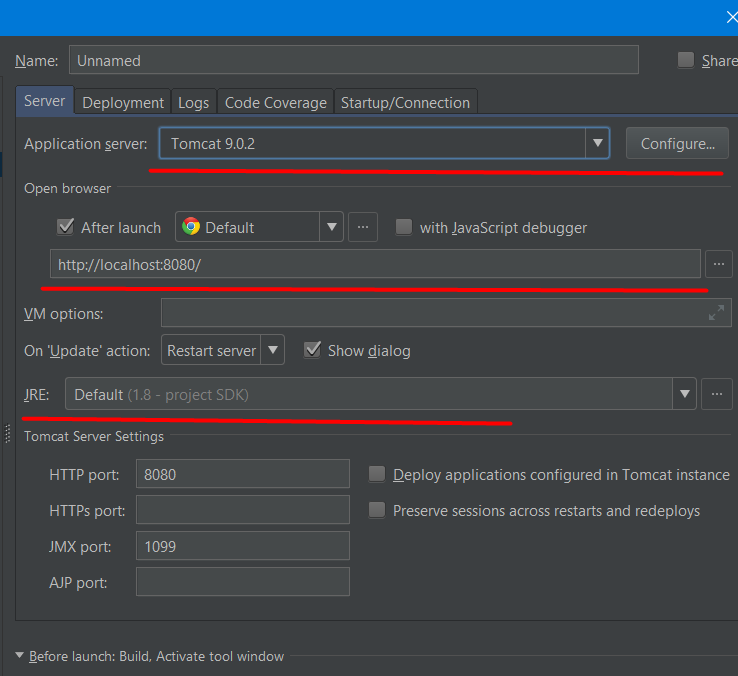 Name: Unnamed Share
Server Deployment Logs Code Coverage Startup/Connection
Application server: Tomcat 9.0.2 Configure...
Open browser
After launch Default ... with JavaScript debugger
http://localhost:8080/ ...
VM options:
On 'Update' action: Restart server Show dialog
JRE: Default (1.8 - project SDK) ...
Tomcat Server Settings
HTTP port: 8080 Deploy applications configured in Tomcat instance
HTTPs port: Preserve sessions across restarts and redeploys
JMX port: 1099
AJP port:
Before launch: Build, Activate tool window